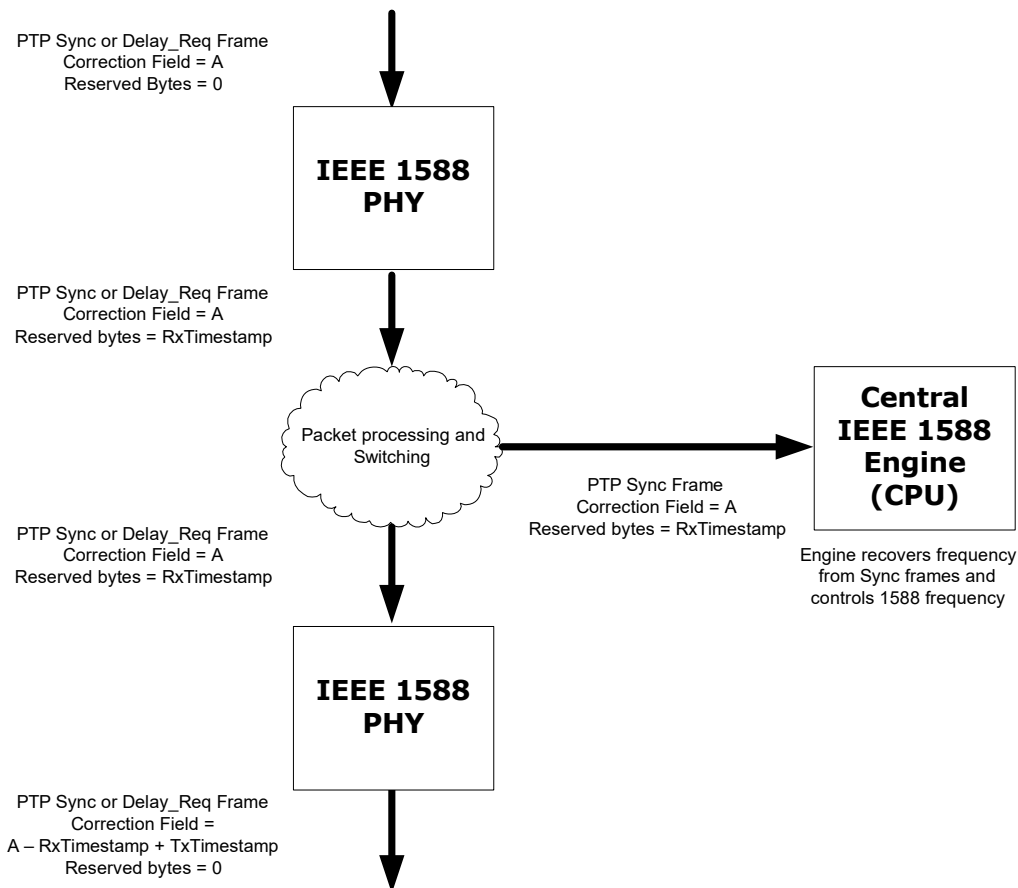 PTP Sync or Delay_Req Frame
Correction Field = A
Reserved Bytes = 0
IEEE 1588
PHY
PTP Sync or Delay_Req Frame
Correction Field = A
Reserved bytes = RxTimestamp
Packet processing and
Switching
Central
IEEE 1588
Engine
(CPU)
PTP Sync Frame
Correction Field = A
Reserved bytes = RxTimestamp
Engine recovers frequency
from Sync frames and
controls 1588 frequency
PTP Sync or Delay_Req Frame
Correction Field = A
Reserved bytes = RxTimestamp
IEEE 1588
PHY
PTP Sync or Delay_Req Frame
Correction Field =
A – RxTimestamp + TxTimestamp
Reserved bytes = 0